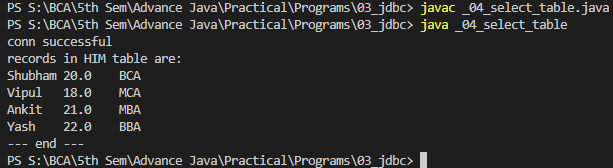 PS S:\BCA\5th Sem\Advance Java\Practical\Programs\03_jdbc> javac _04_select_table.java
PS S:\BCA\5th Sem\Advance Java\Practical\Programs\03_jdbc> java _04_select_table
conn successful
records in HIM table are:
Shubham 20.0    BCA
Vipul   18.0    MCA
Ankit   21.0    MBA
Yash    22.0    BBA
--- end ---
PS S:\BCA\5th Sem\Advance Java\Practical\Programs\03_jdbc>